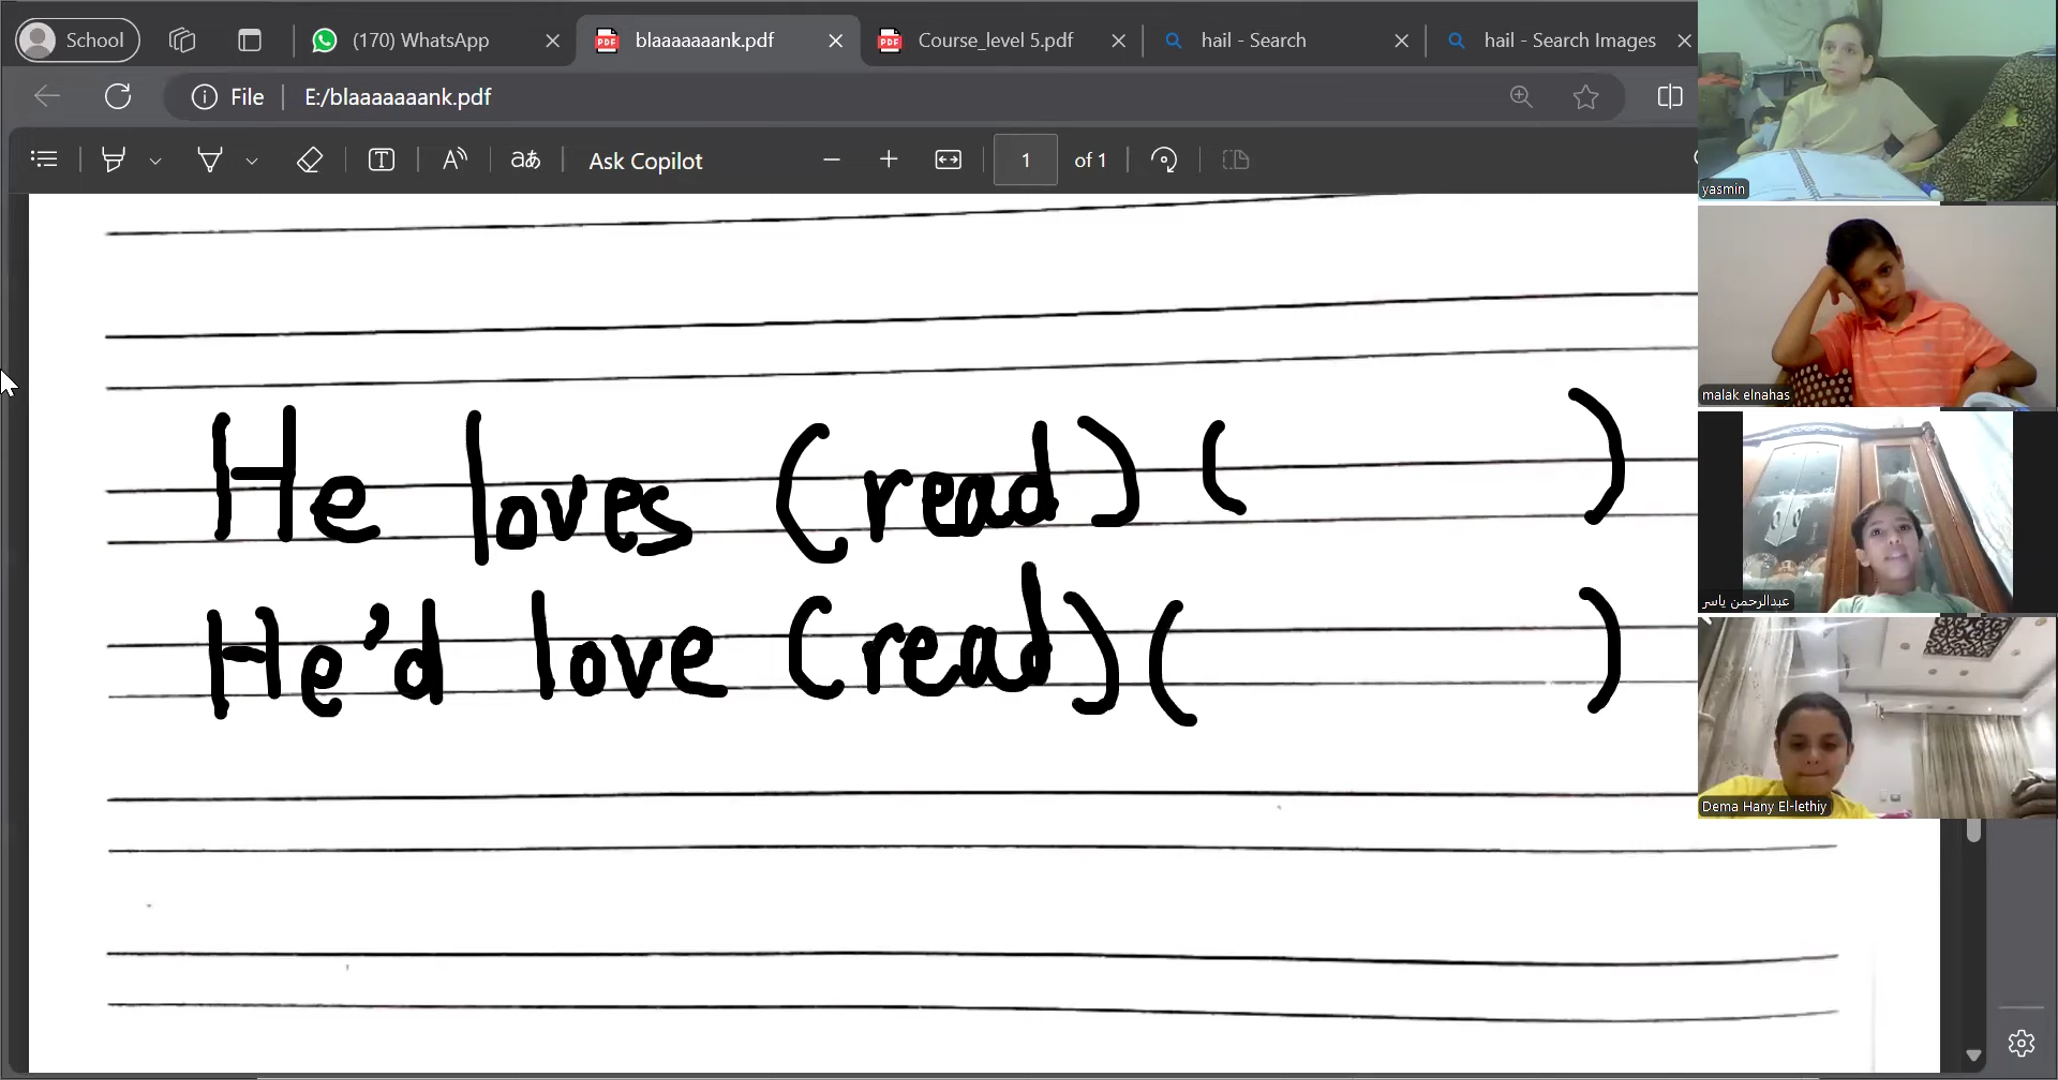 School
(170) WhatsApp
blaaaaaaank.pdf
Course_level 5.pdf
hail - Search
hail - Search Images
File
E:/blaaaaaaank.pdf
Ask Copilot
1
of 1
He loves (read) ( )
He'd love (read) ( )
yasmin
malak elnahas
عبدالرحمن ياسر
Dema Hany El-lethiy